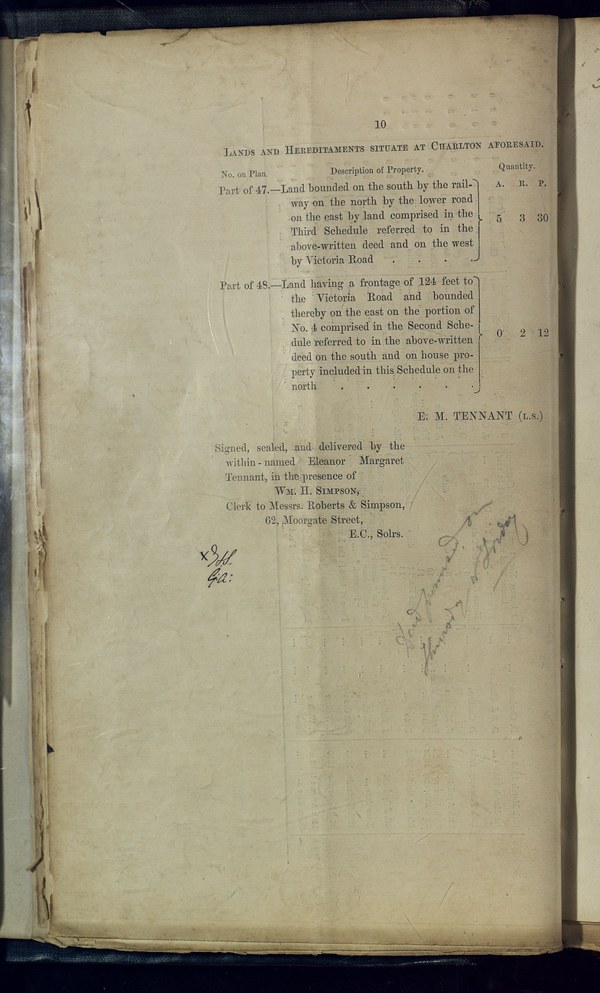 10
LANDS AND HEREDITAMENTS SITUATE AT CHARLTON AFORESAID.
No. on Plan. Description of Property. Quantity.
A. R. P.
Part of 47.—Land bounded on the south by the rail-
way on the north by the lower road
on the east by land comprised in the
Third Schedule referred to in the
above-written deed and on the west
by Victoria Road . . . .
5 3 30
Part of 48.—Land having a frontage of 124 feet to
the Victoria Road and bounded
thereby on the east on the portion of
No. 4 comprised in the Second Sche-
dule referred to in the above-written
deed on the south and on house pro-
perty included in this Schedule on the
north . . . . . .
0 2 12
E. M. TENNANT (L.S.)
Signed, sealed, and delivered by the
within-named Eleanor Margaret
Tennant, in the presence of
WM. H. SIMPSON,
Clerk to Messrs. Roberts & Simpson,
62, Moorgate Street,
E.C., Solrs.
on
Thursday or Friday